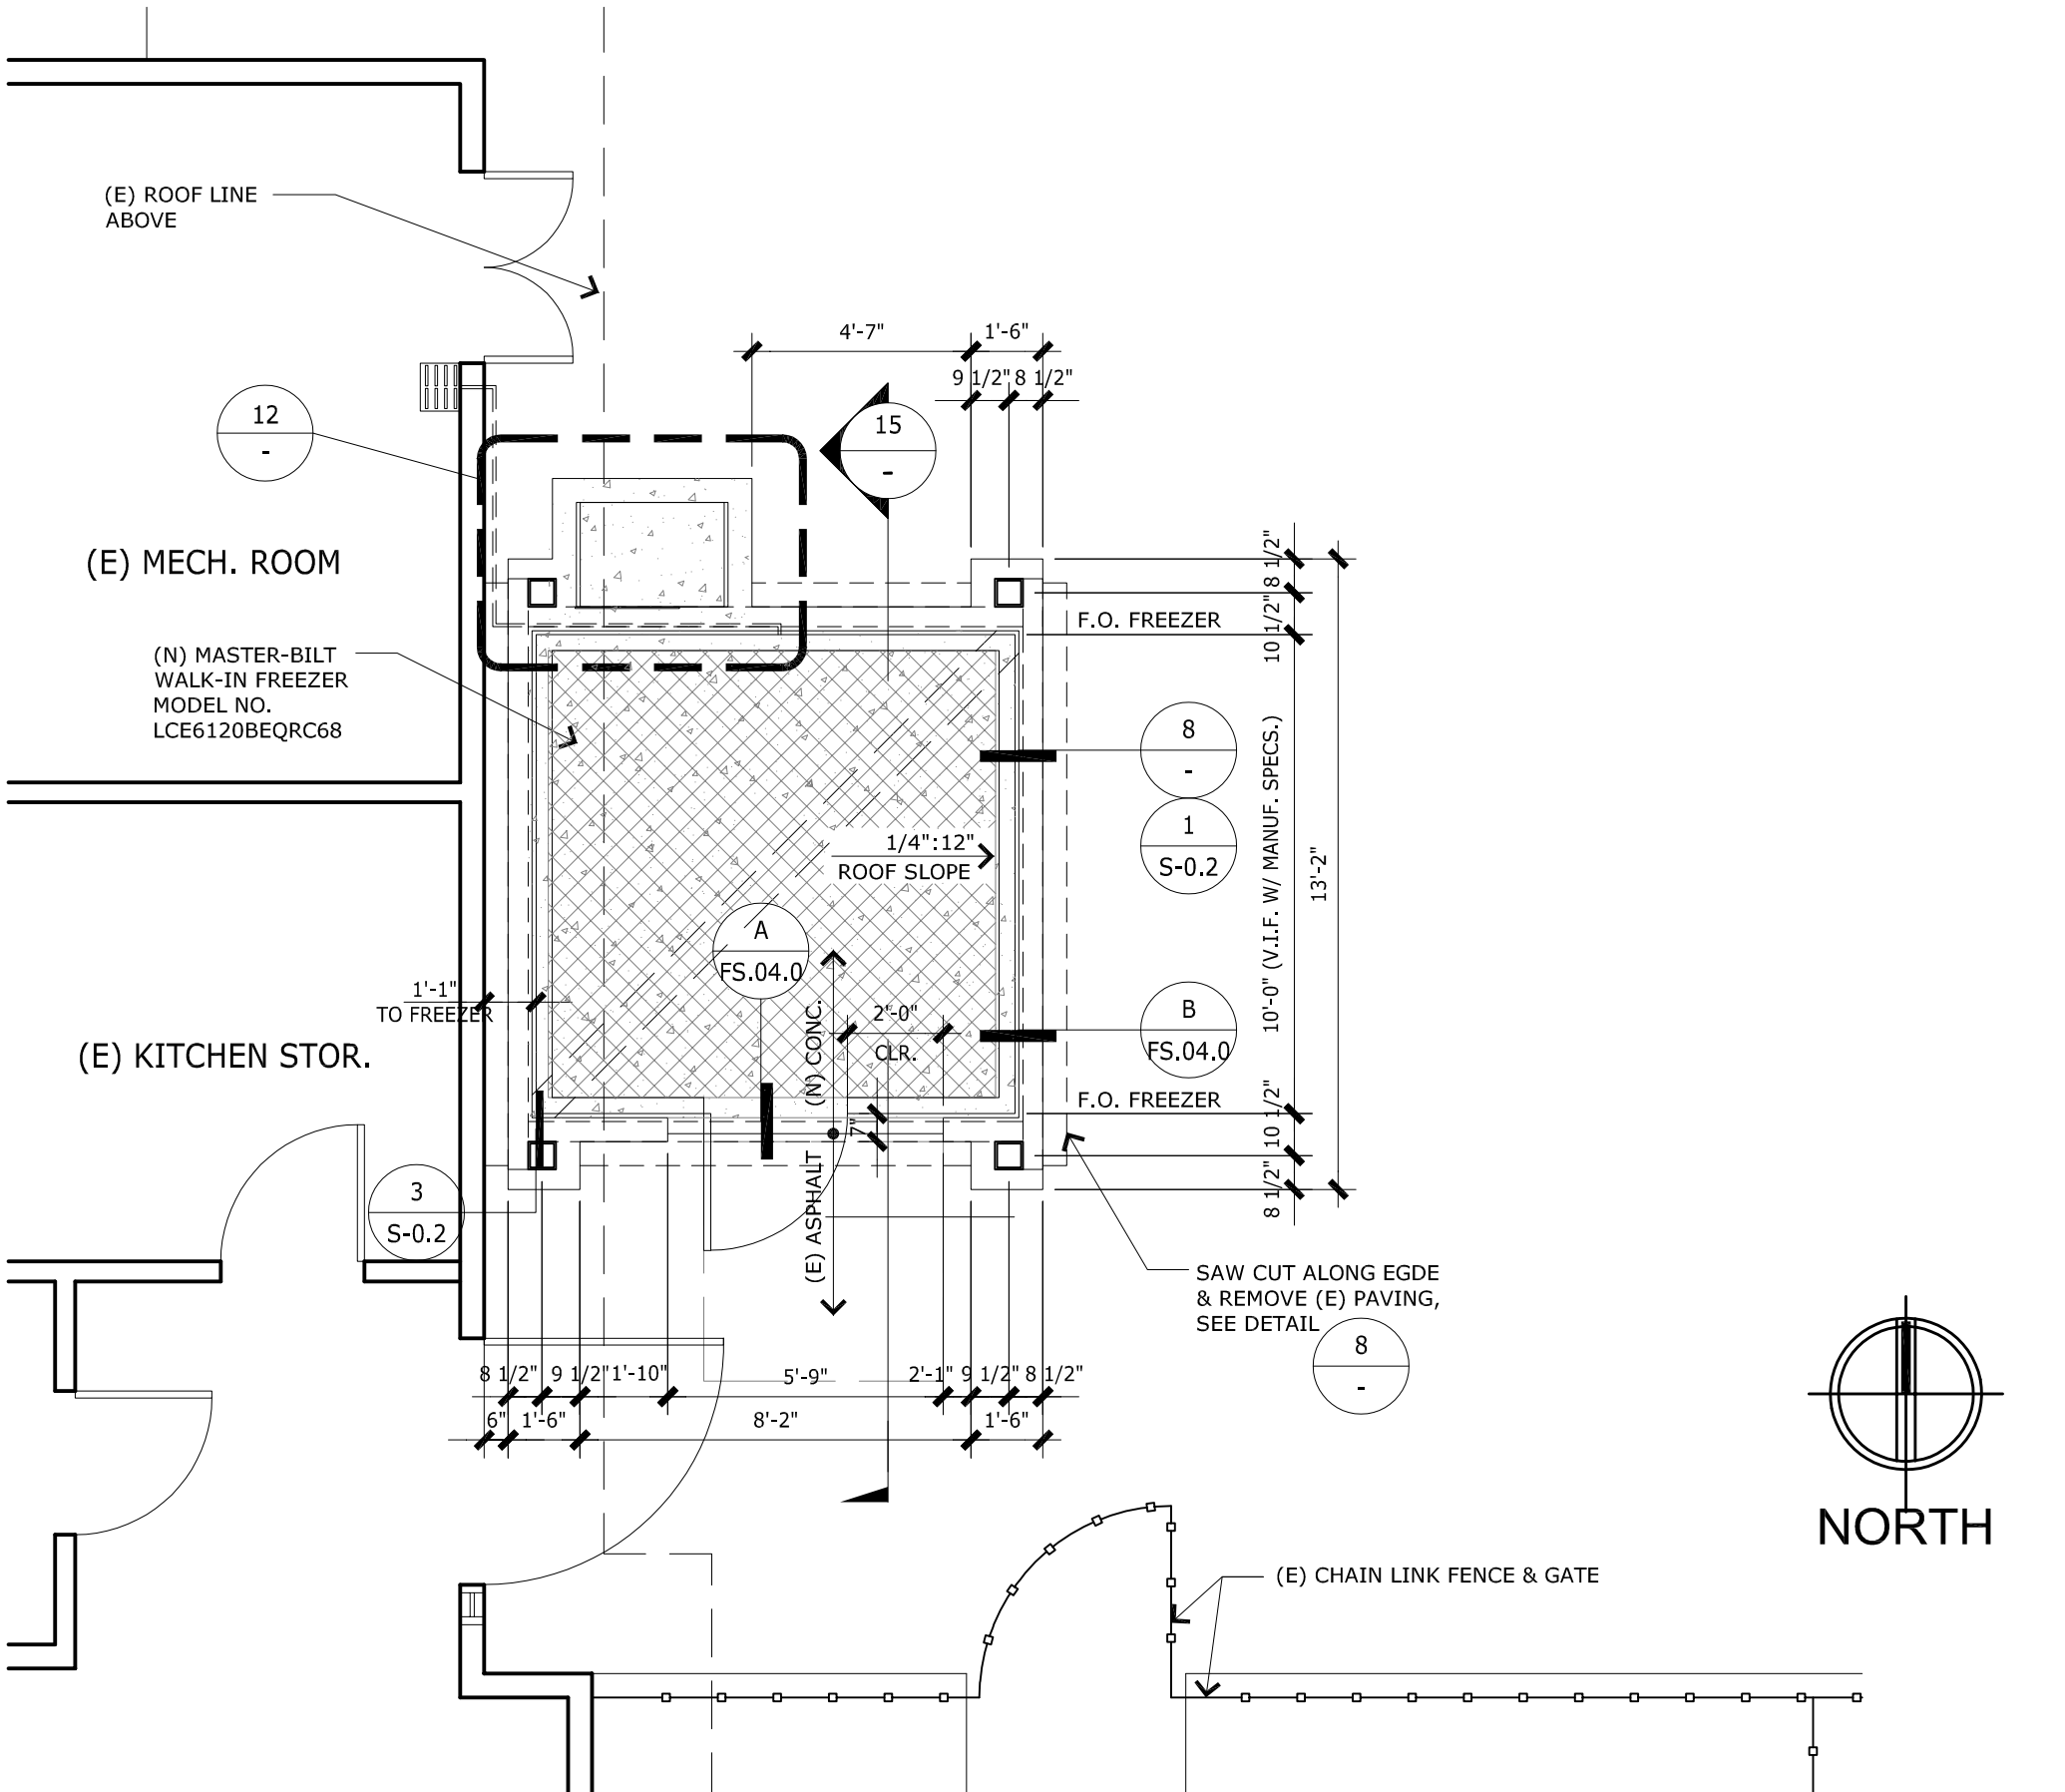 (E) ROOF LINE
ABOVE
4'-7"
1'-6"
9 1/2"
8 1/2"
12
-
15
-
(E) MECH. ROOM
8 1/2"
10 1/2"
F.O. FREEZER
(N) MASTER-BILT
WALK-IN FREEZER
MODEL NO.
LCE6120BEQRC68
8
-
1
S-0.2
1/4":12"
ROOF SLOPE
10'-0" (V.I.F. W/ MANUF. SPECS.)
13'-2"
A
FS.04.0
1'-1"
TO FREEZER
(N) CONC.
2'-0"
CLR.
B
FS.04.0
(E) KITCHEN STOR.
F.O. FREEZER
7"
10 1/2"
8 1/2"
(E) ASPHALT
3
S-0.2
SAW CUT ALONG EGDE
& REMOVE (E) PAVING,
SEE DETAIL
8
-
8 1/2"
9 1/2"
1'-10"
5'-9"
2'-1"
9 1/2"
8 1/2"
6"
1'-6"
8'-2"
1'-6"
NORTH
(E) CHAIN LINK FENCE & GATE